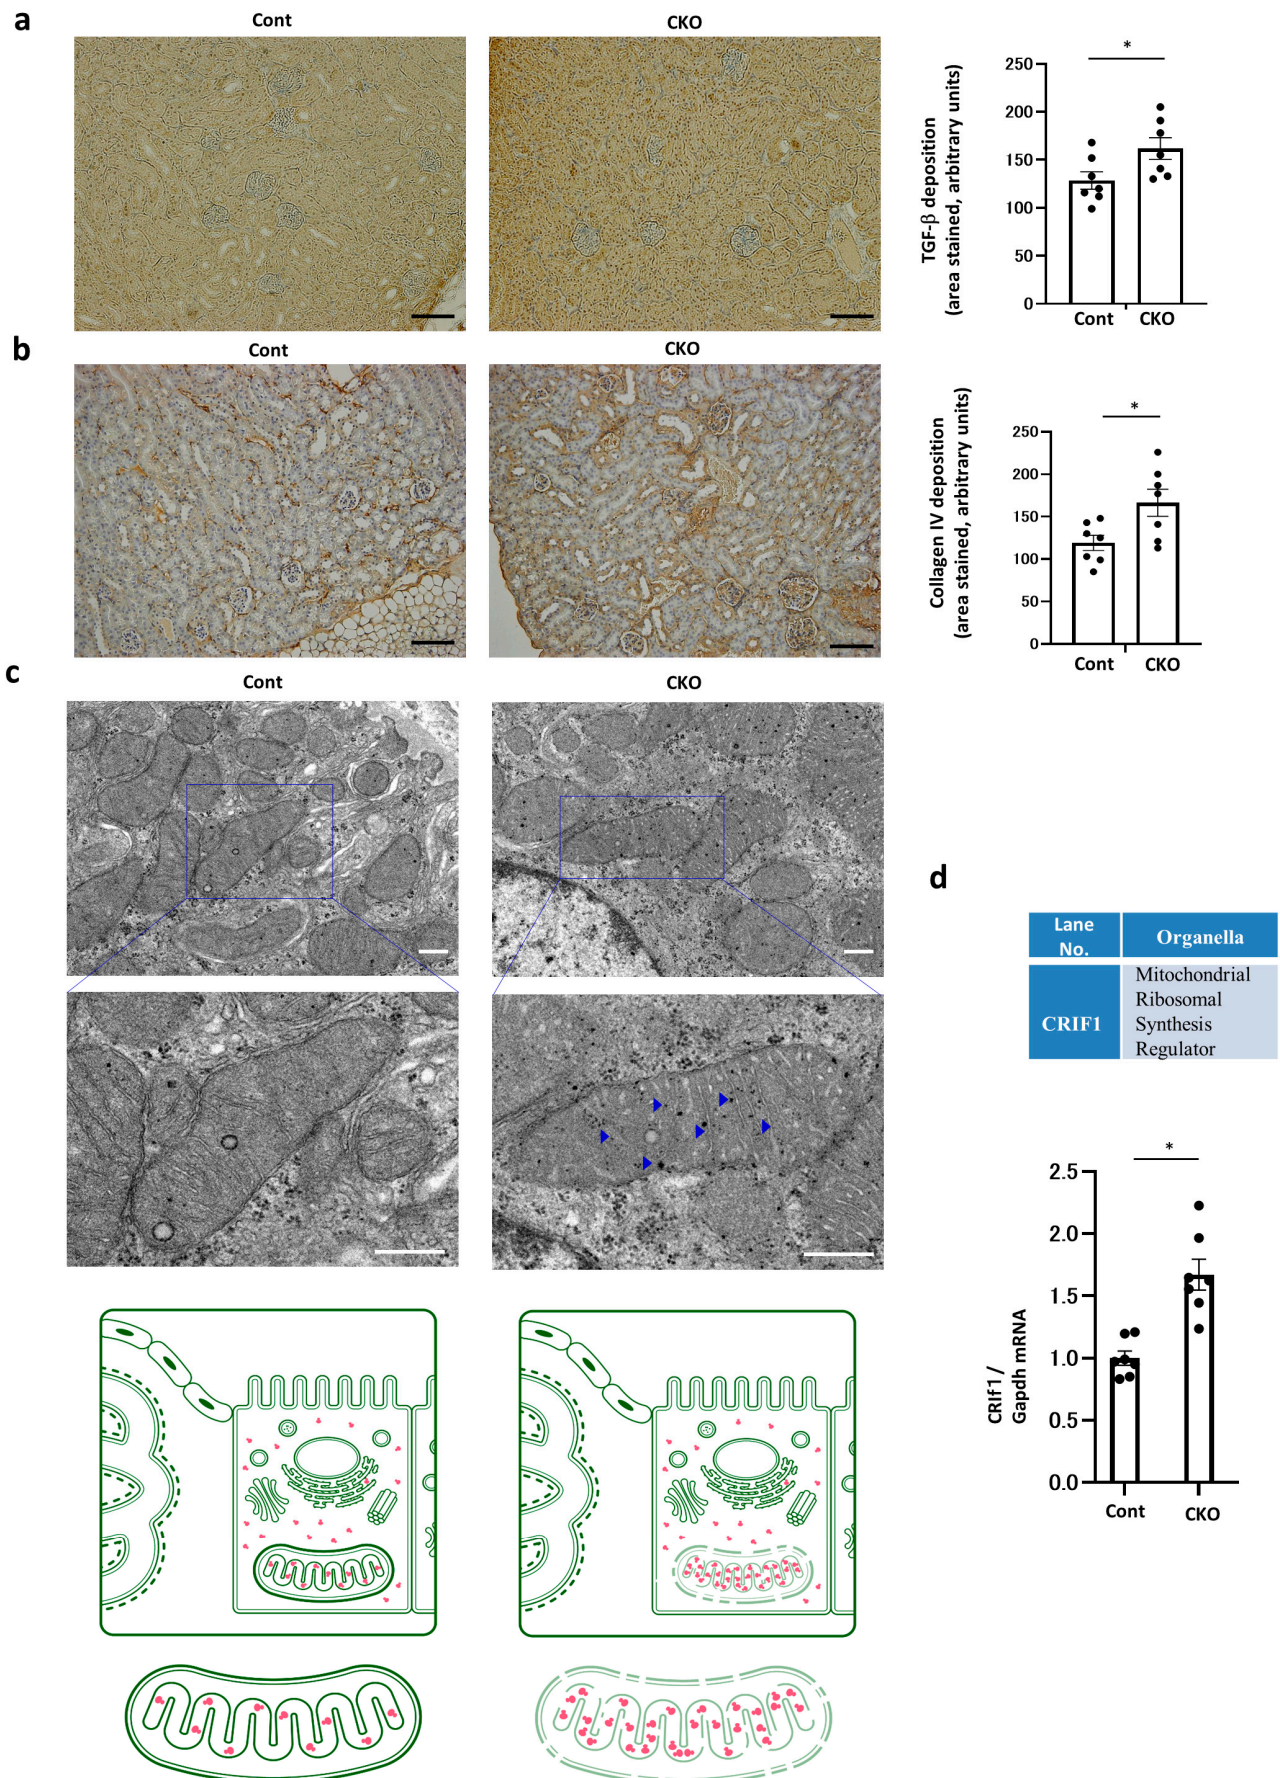 a
Cont
CKO
TGF-β deposition
(area stained, arbitrary units)
250
200
150
100
50
0
*
Cont
CKO
b
Cont
CKO
Collagen IV deposition
(area stained, arbitrary units)
250
200
150
100
50
0
*
Cont
CKO
c
Cont
CKO
d
Lane
No.
Organella
CRIF1
Mitochondrial
Ribosomal
Synthesis
Regulator
CRIf1/
Gapdh mRNA
2.5
2.0
1.5
1.0
0.5
0.0
*
Cont
CKO